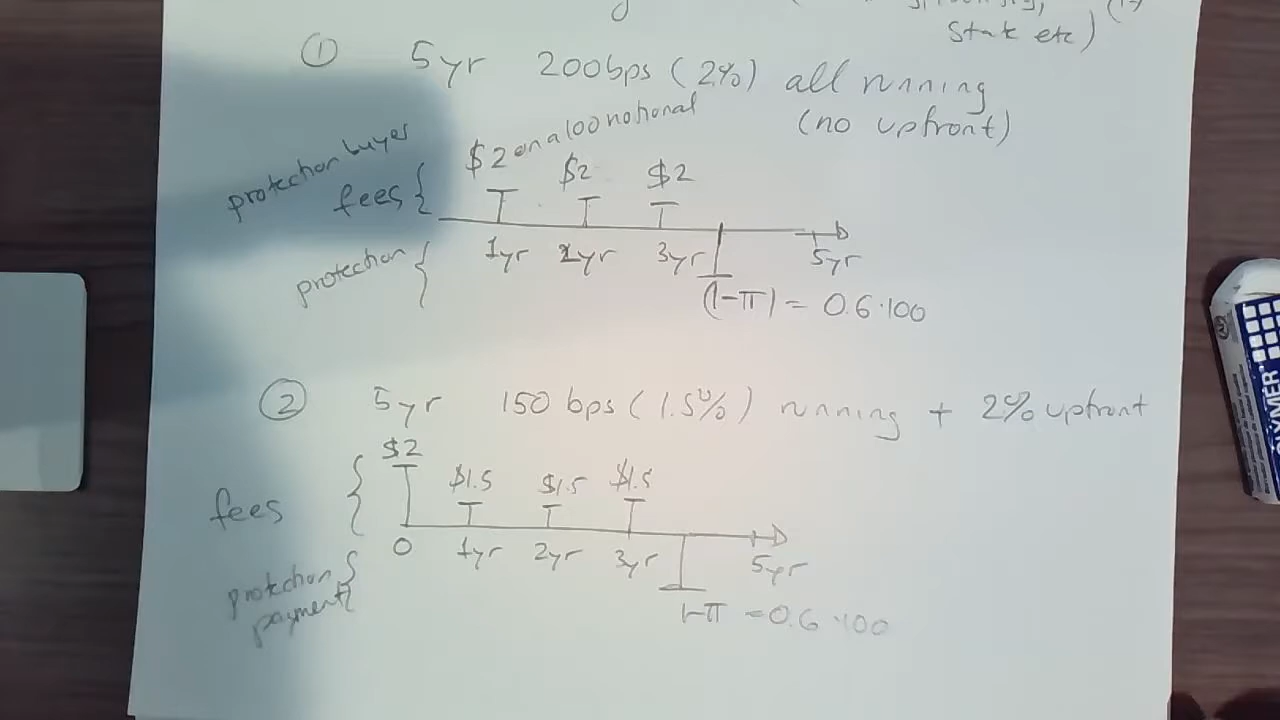 State etc)
① 5yr 200bps (2%) all running
(no upfront)
protection buyer
$2 on a 100 notional $2 $2
fees {
1yr 2yr 3yr 5yr
protection {
(1-π) = 0.6·100
② 5yr 150 bps (1.5%) running + 2% upfront
$2
$1.5 $1.5 $1.5
fees {
0 1yr 2yr 3yr 5yr
protection
payment }
1-π = 0.6·100